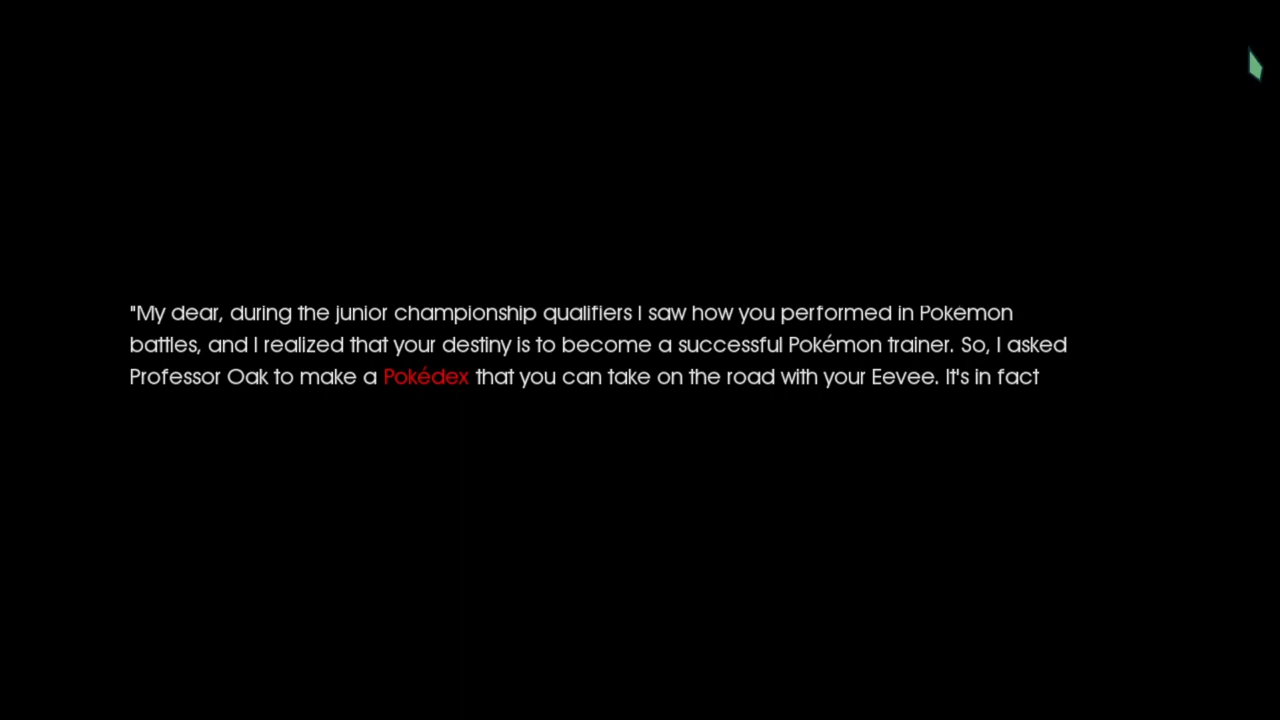 "My dear, during the junior championship qualifiers I saw how you performed in Pokémon
battles, and I realized that your destiny is to become a successful Pokémon trainer. So, I asked
Professor Oak to make a Pokédex that you can take on the road with your Eevee. It's in fact